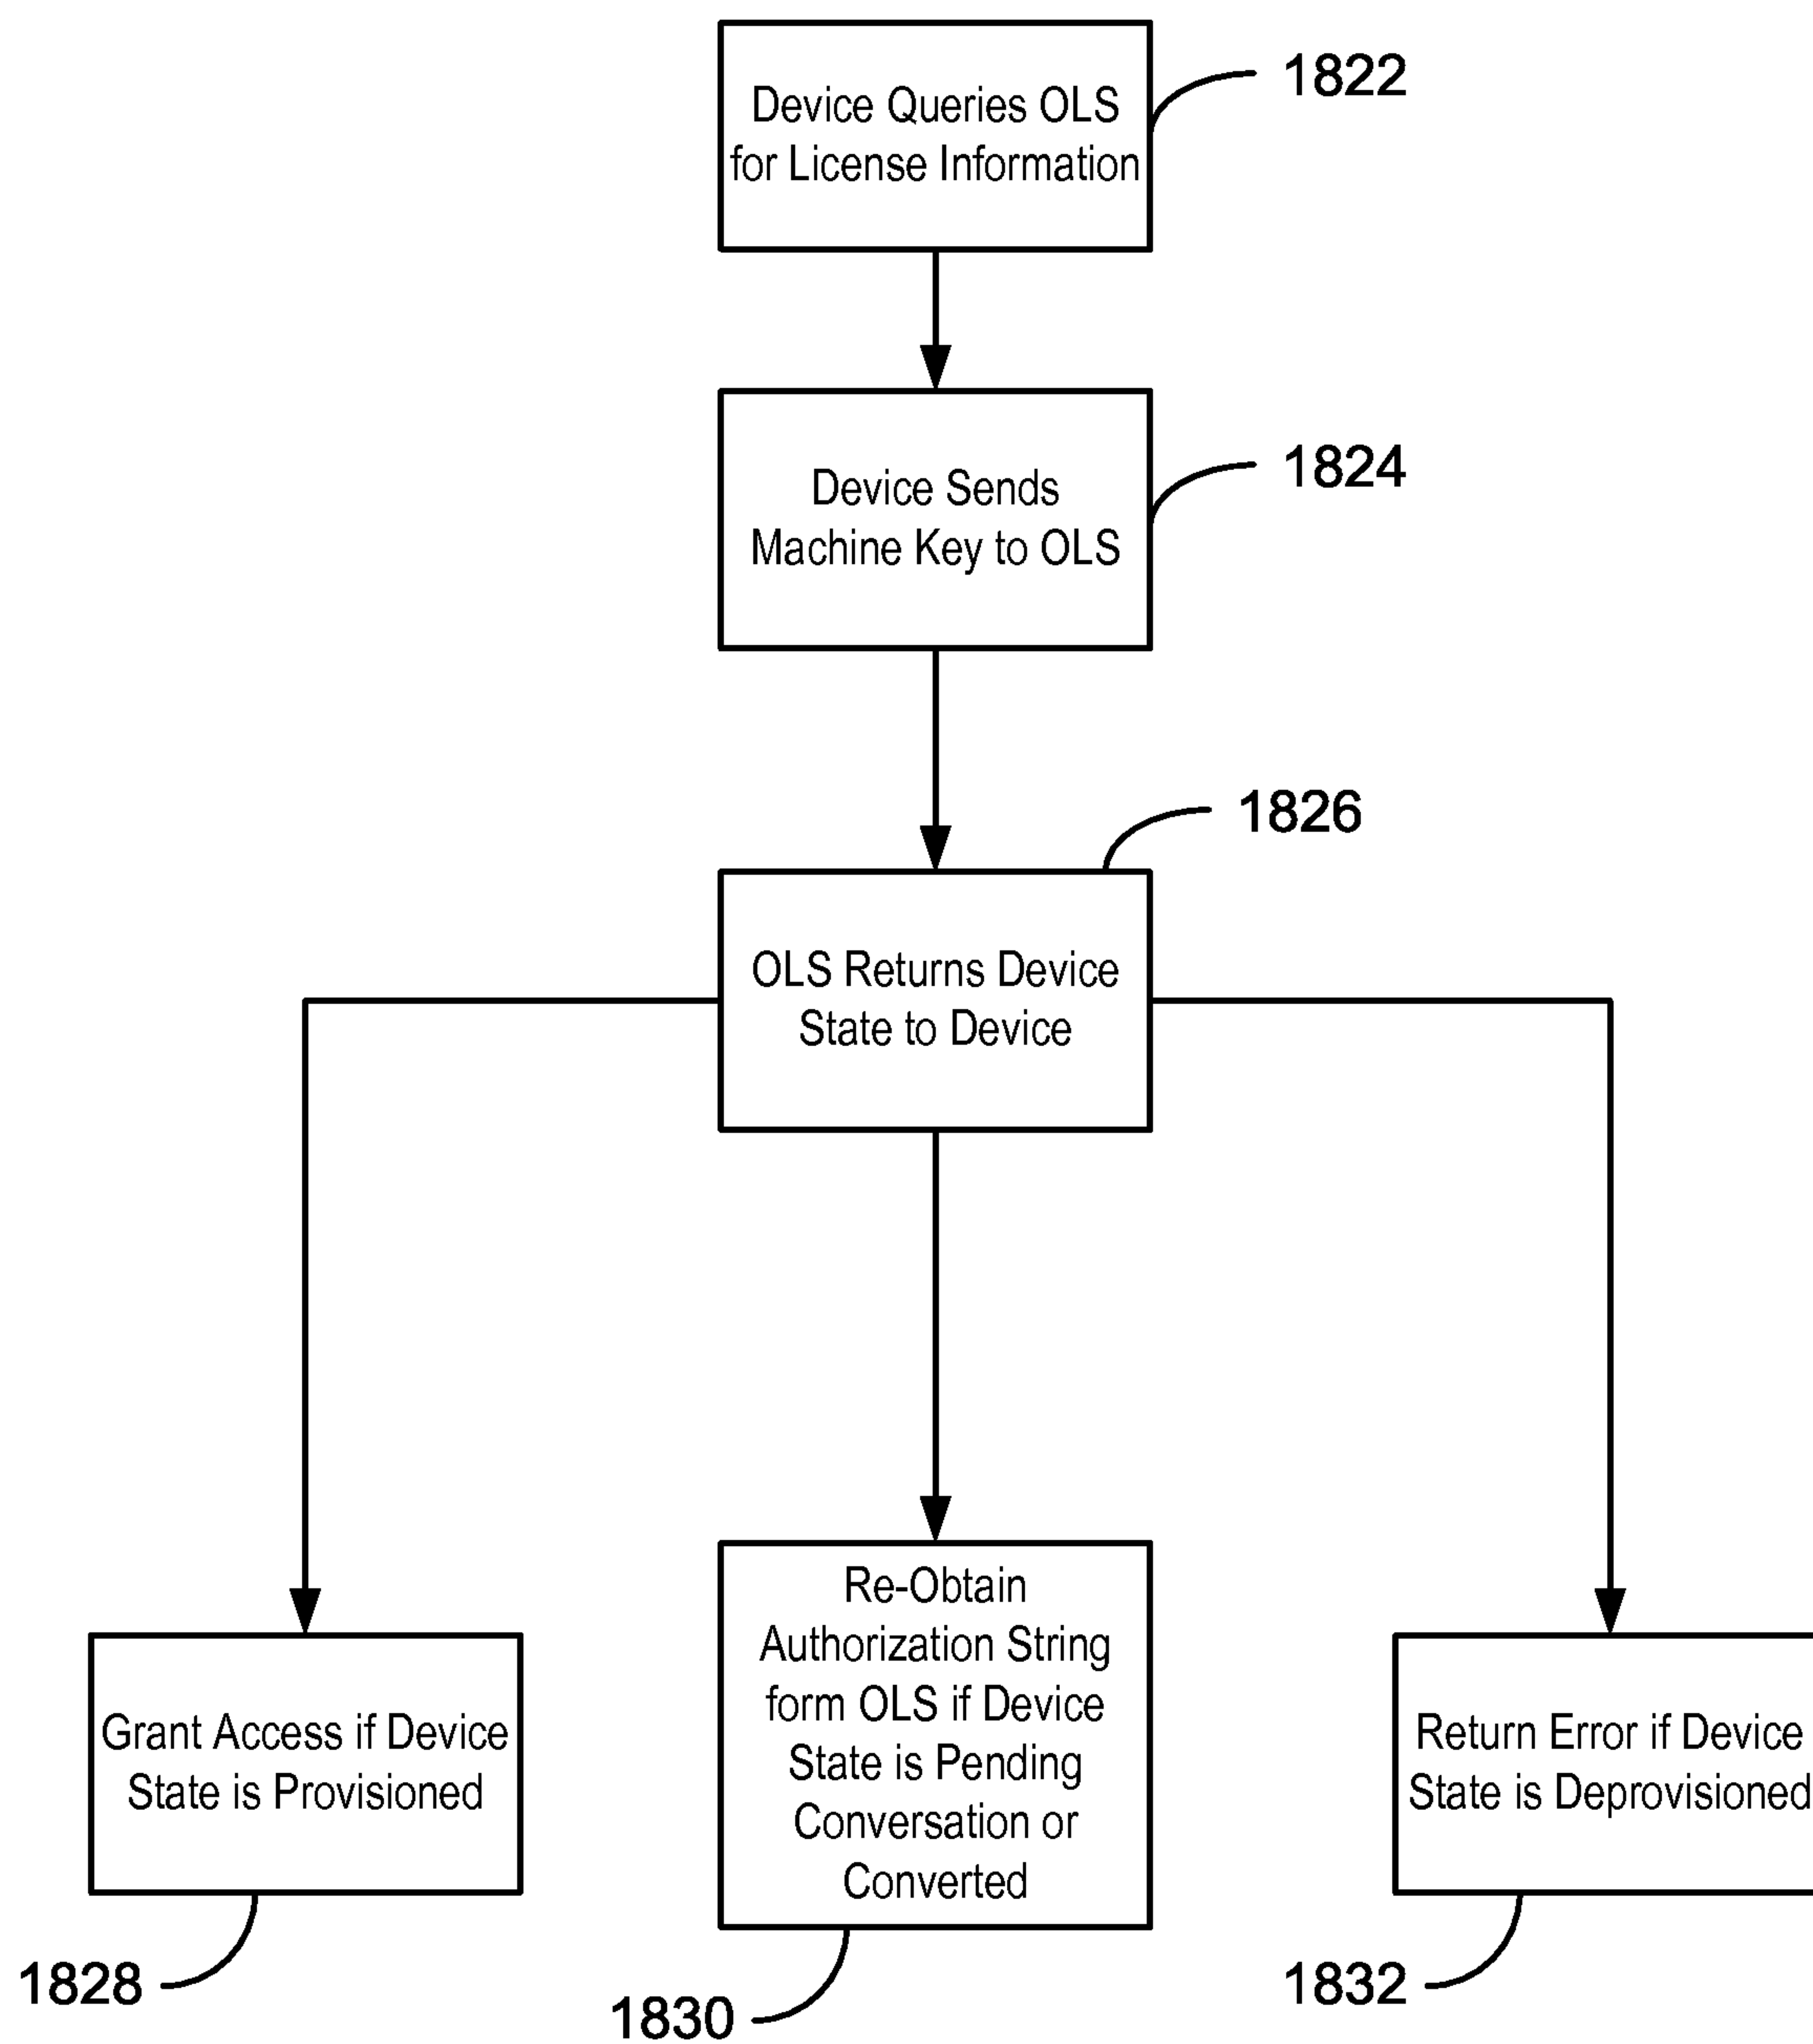 Device Queries OLS
for License Information
1822
Device Sends
Machine Key to OLS
1824
1826
OLS Returns Device
State to Device
Grant Access if Device
State is Provisioned
1828
Re-Obtain
Authorization String
form OLS if Device
State is Pending
Conversation or
Converted
1830
Return Error if Device
State is Deprovisioned
1832